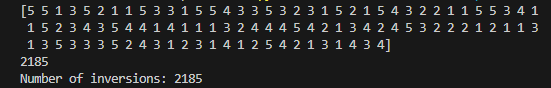 [5 5 1 3 5 2 1 1 5 3 3 1 5 5 4 3 3 5 3 2 3 1 5 2 1 5 4 3 2 2 1 1 5 5 3 4 1
 1 5 2 3 4 3 5 4 4 1 4 1 1 1 3 2 4 4 4 5 4 2 1 3 4 2 4 5 3 2 2 2 1 2 1 1 3
 1 3 5 3 3 3 5 2 4 3 1 2 3 1 4 1 2 5 5 4 2 1 3 1 4 3 4]
2185
Number of inversions: 2185